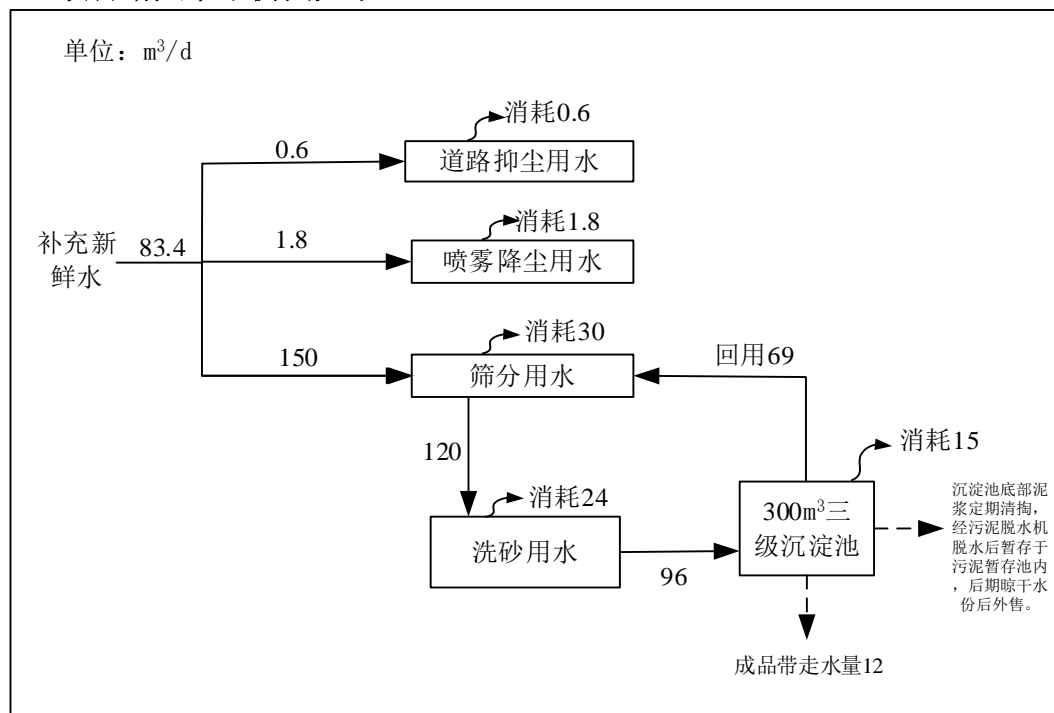 单位：m³/d
消耗0.6
0.6
道路抑尘用水
消耗1.8
补充新
鲜水
83.4
1.8
喷雾降尘用水
消耗30
150
筛分用水
回用69
120
消耗15
消耗24
洗砂用水
96
300m³三
级沉淀池
沉淀池底部泥
浆定期清掏，
经污泥脱水机
脱水后暂存于
污泥暂存池内
，后期晾干水
份后外售。
成品带走水量12